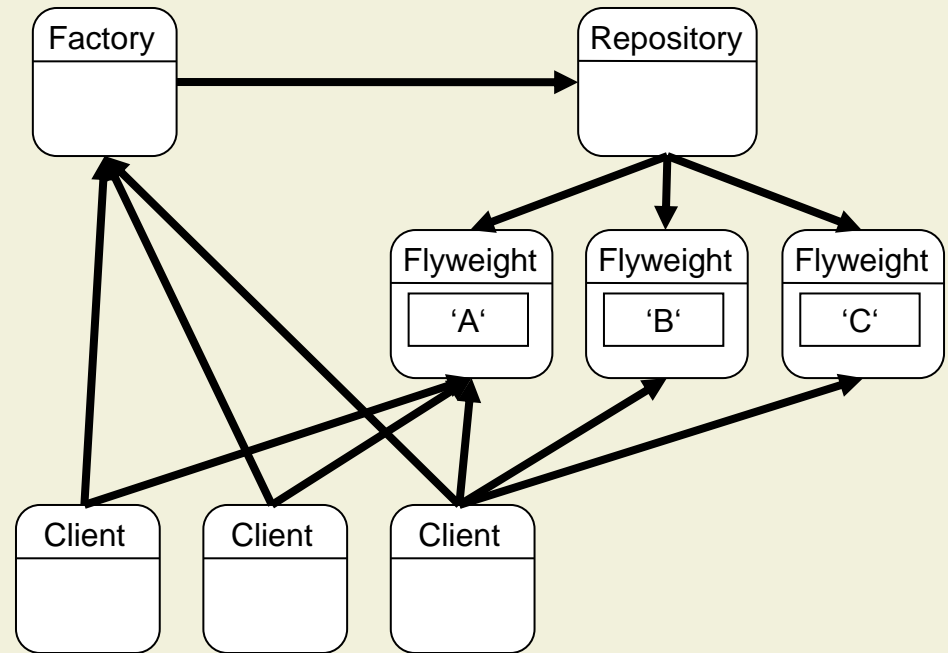 Factory
Repository
Flyweight
Flyweight
Flyweight
‘A‘
‘B‘
‘C‘
Client
Client
Client